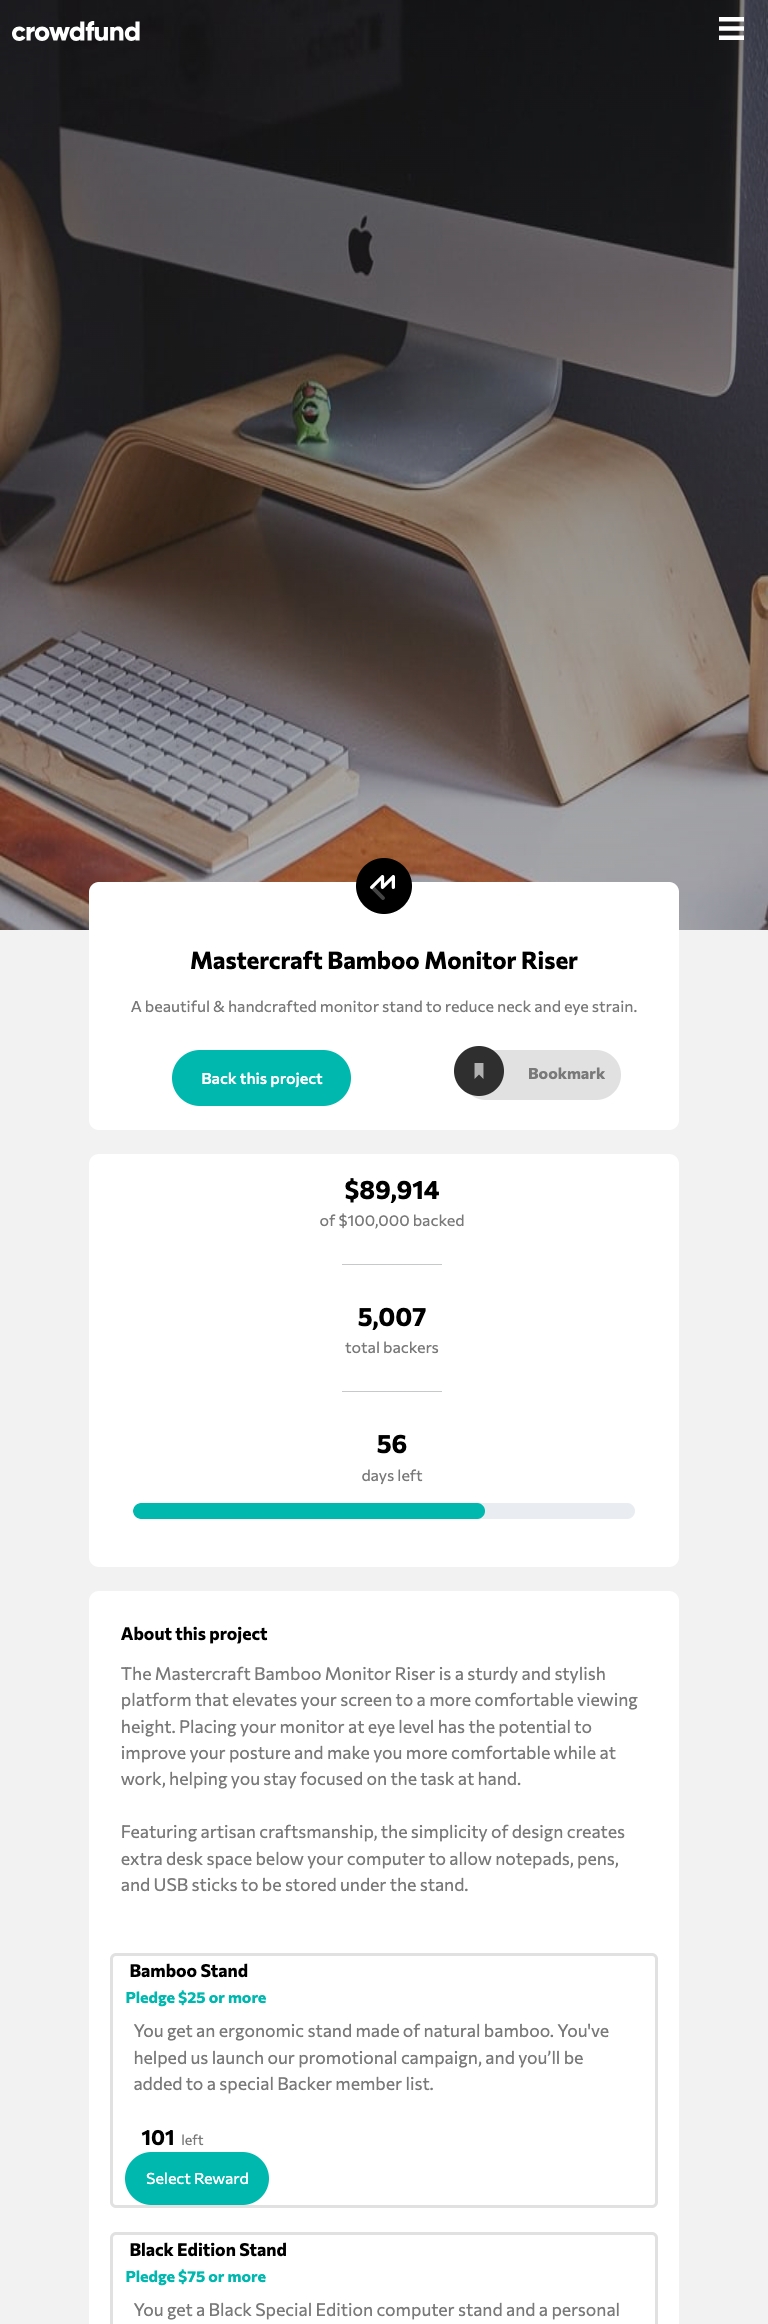 crowdfund
Mastercraft Bamboo Monitor Riser
A beautiful & handcrafted monitor stand to reduce neck and eye strain.
Back this project
Bookmark
$89,914
of $100,000 backed
5,007
total backers
56
days left
About this project
The Mastercraft Bamboo Monitor Riser is a sturdy and stylish
platform that elevates your screen to a more comfortable viewing
height. Placing your monitor at eye level has the potential to
improve your posture and make you more comfortable while at
work, helping you stay focused on the task at hand.
Featuring artisan craftsmanship, the simplicity of design creates
extra desk space below your computer to allow notepads, pens,
and USB sticks to be stored under the stand.
Bamboo Stand
Pledge $25 or more
You get an ergonomic stand made of natural bamboo. You've
helped us launch our promotional campaign, and you’ll be
added to a special Backer member list.
101 left
Select Reward
Black Edition Stand
Pledge $75 or more
You get a Black Special Edition computer stand and a personal